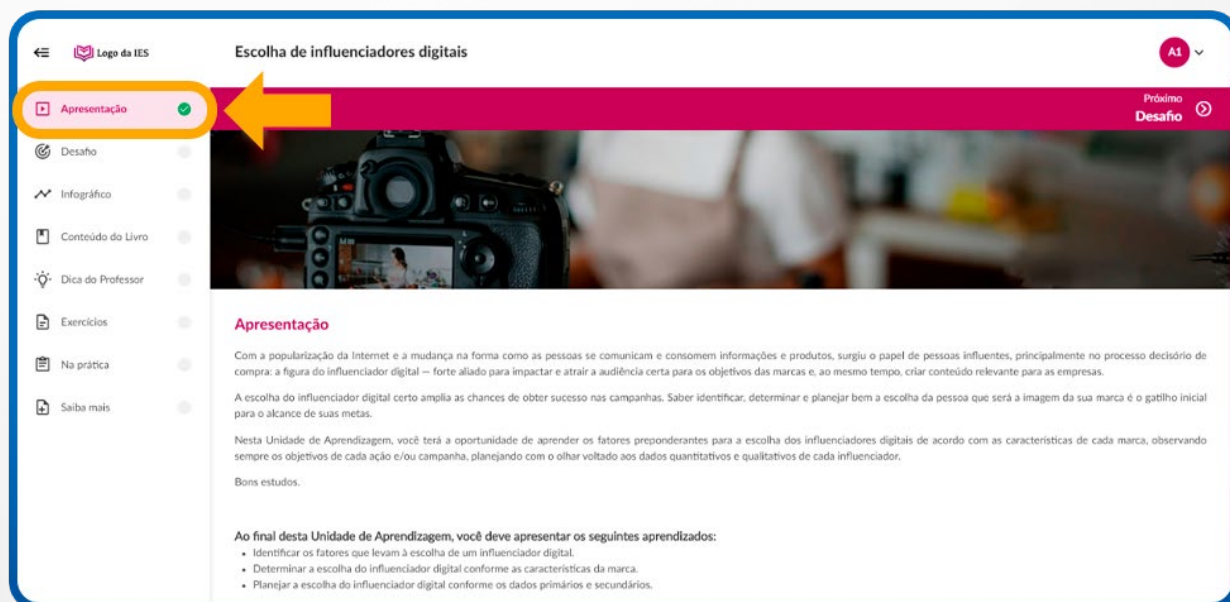 Logo da IES
Escolha de influenciadores digitais
A1
Apresentação
Próximo
Desafio
Desafio
Infográfico
Conteúdo do Livro
Dica do Professor
Exercícios
Na prática
Saiba mais
Apresentação
Com a popularização da Internet e a mudança na forma como as pessoas se comunicam e consomem informações e produtos, surgiu o papel de pessoas influentes, principalmente no processo decisório de
compra: a figura do influenciador digital — forte aliado para impactar e atrair a audiência certa para os objetivos das marcas e, ao mesmo tempo, criar conteúdo relevante para as empresas.
A escolha do influenciador digital certo amplia as chances de obter sucesso nas campanhas. Saber identificar, determinar e planejar bem a escolha da pessoa que será a imagem da sua marca é o gatilho inicial
para o alcance de suas metas.
Nesta Unidade de Aprendizagem, você terá a oportunidade de aprender os fatores preponderantes para a escolha dos influenciadores digitais de acordo com as características de cada marca, observando
sempre os objetivos de cada ação e/ou campanha, planejando com o olhar voltado aos dados quantitativos e qualitativos de cada influenciador.
Bons estudos.
Ao final desta Unidade de Aprendizagem, você deve apresentar os seguintes aprendizados:
• Identificar os fatores que levam à escolha de um influenciador digital.
• Determinar a escolha do influenciador digital conforme as características da marca.
• Planejar a escolha do influenciador digital conforme os dados primários e secundários.